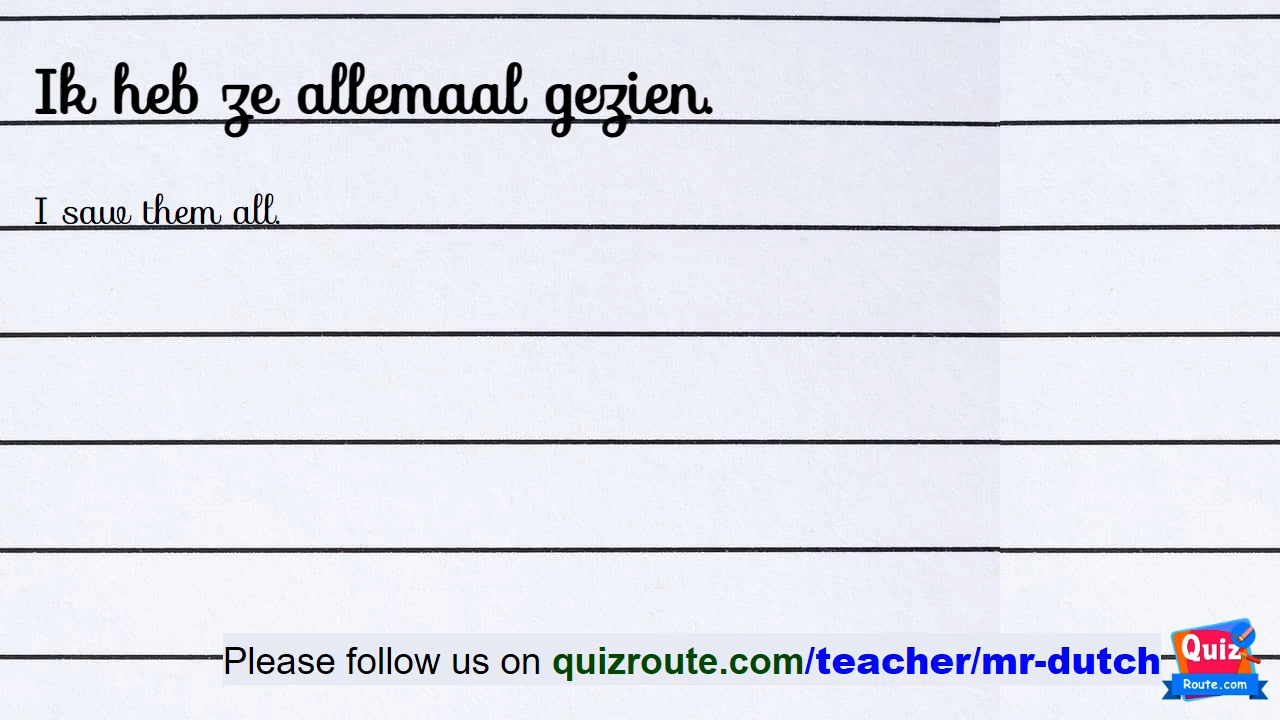 Ik heb ze allemaal gezien.
I saw them all.
Please follow us on quizroute.com/teacher/mr-dutch
Quiz
Route.com